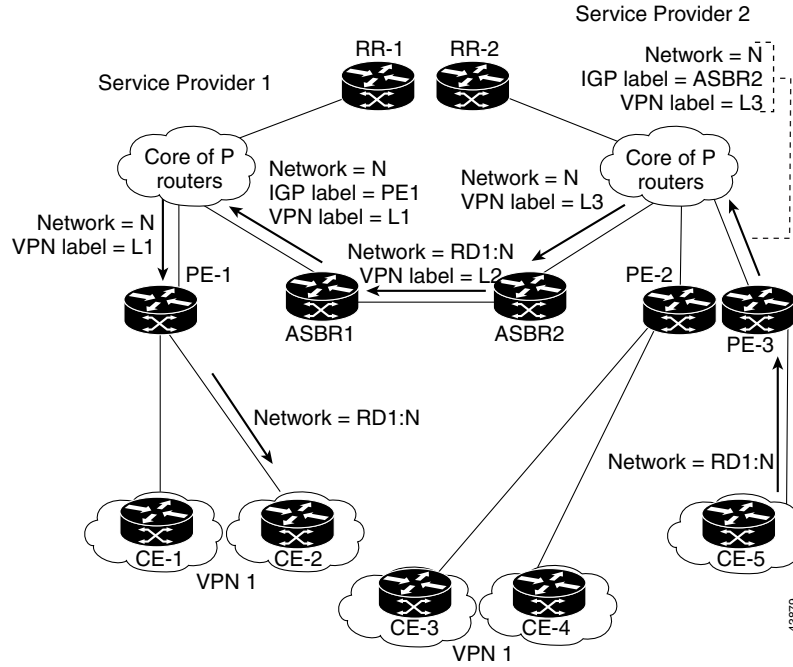 Service Provider 2
RR-1
RR-2
Network = N
IGP label = ASBR2
VPN label = L3
Service Provider 1
Core of P
routers
Network = N
IGP label = PE1
VPN label = L1
Network = N
VPN label = L3
Core of P
routers
Network = N
VPN label = L1
Network = RD1:N
VPN label = L2
PE-1
PE-2
ASBR1
ASBR2
PE-3
Network = RD1:N
Network = RD1:N
CE-1
CE-2
CE-5
VPN 1
CE-3
CE-4
VPN 1